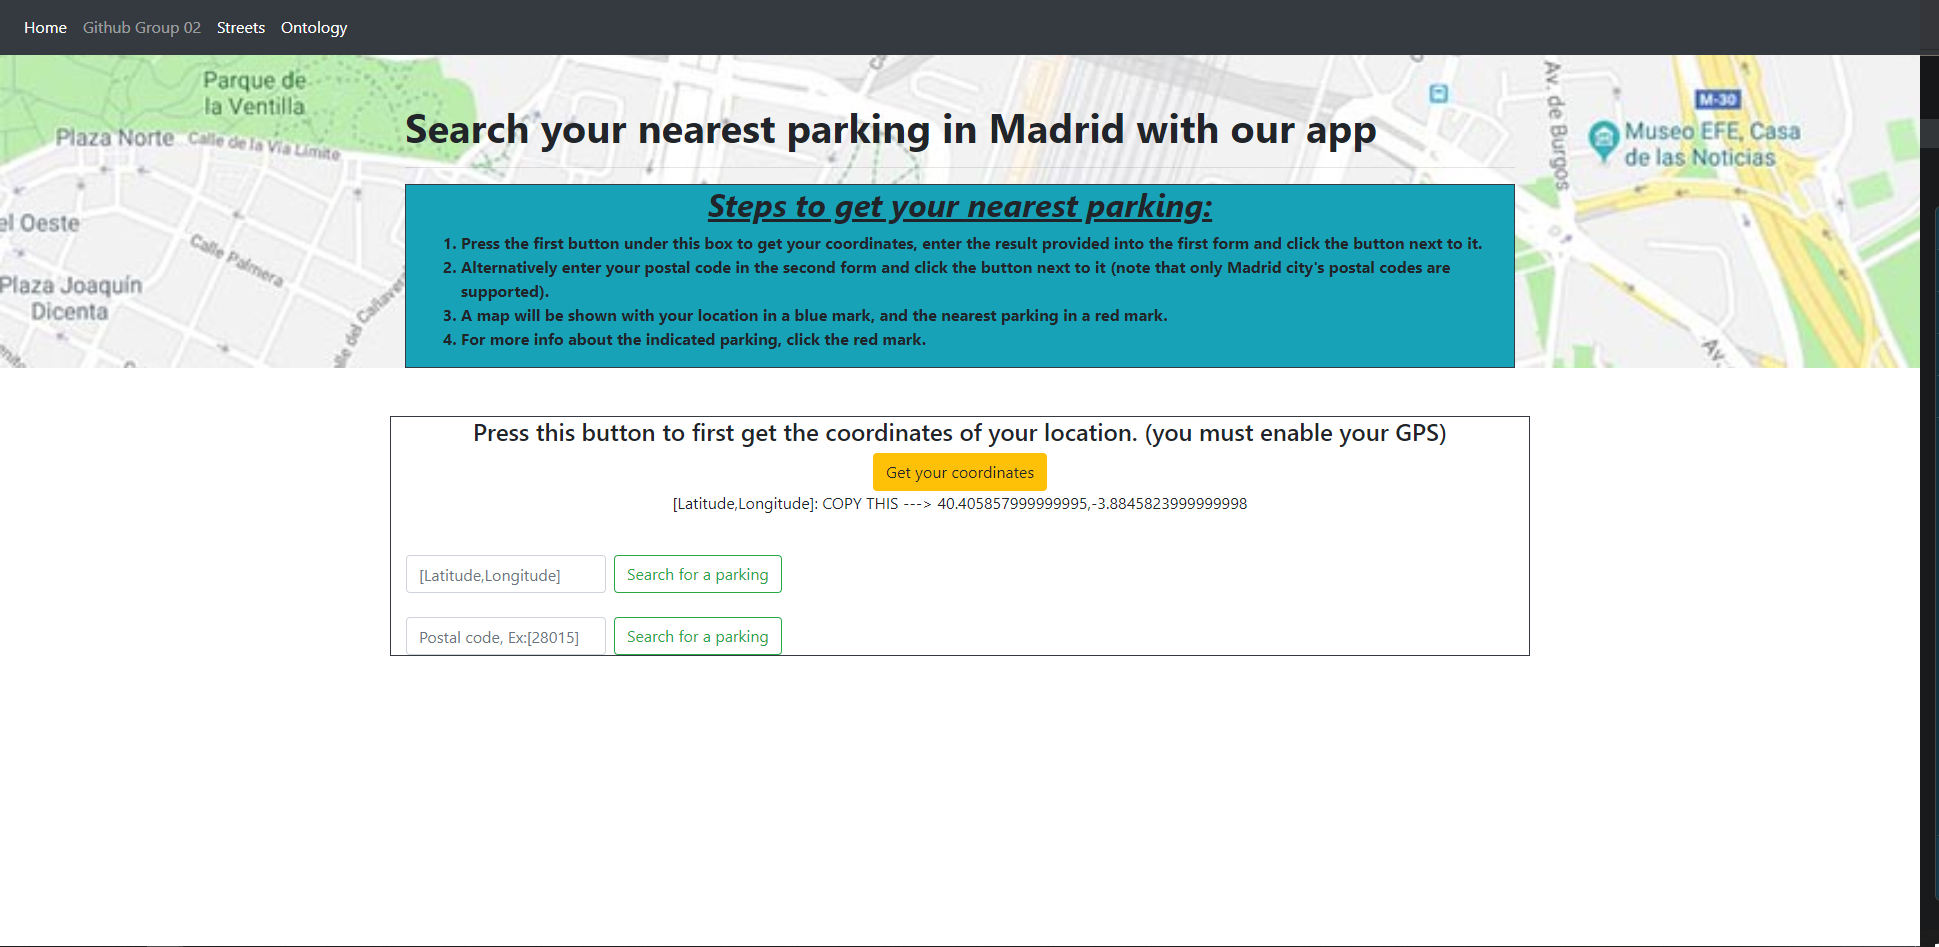 Home Github Group 02 Streets Ontology
Parque de
la Ventilla
Plaza Norte
Calle de la Vía Límite
Av. de Burgos
M-30
Museo EFE, Casa
de las Noticias
Search your nearest parking in Madrid with our app
el Oeste
Calle Palmera
Plaza Joaquín
Dicenta
Av.
Steps to get your nearest parking:
1. Press the first button under this box to get your coordinates, enter the result provided into the first form and click the button next to it.
2. Alternatively enter your postal code in the second form and click the button next to it (note that only Madrid city's postal codes are
supported).
3. A map will be shown with your location in a blue mark, and the nearest parking in a red mark.
4. For more info about the indicated parking, click the red mark.
Press this button to first get the coordinates of your location. (you must enable your GPS)
Get your coordinates
[Latitude,Longitude]: COPY THIS ---> 40.405857999999995,-3.8845823999999998
[Latitude,Longitude] Search for a parking
Postal code, Ex:[28015] Search for a parking